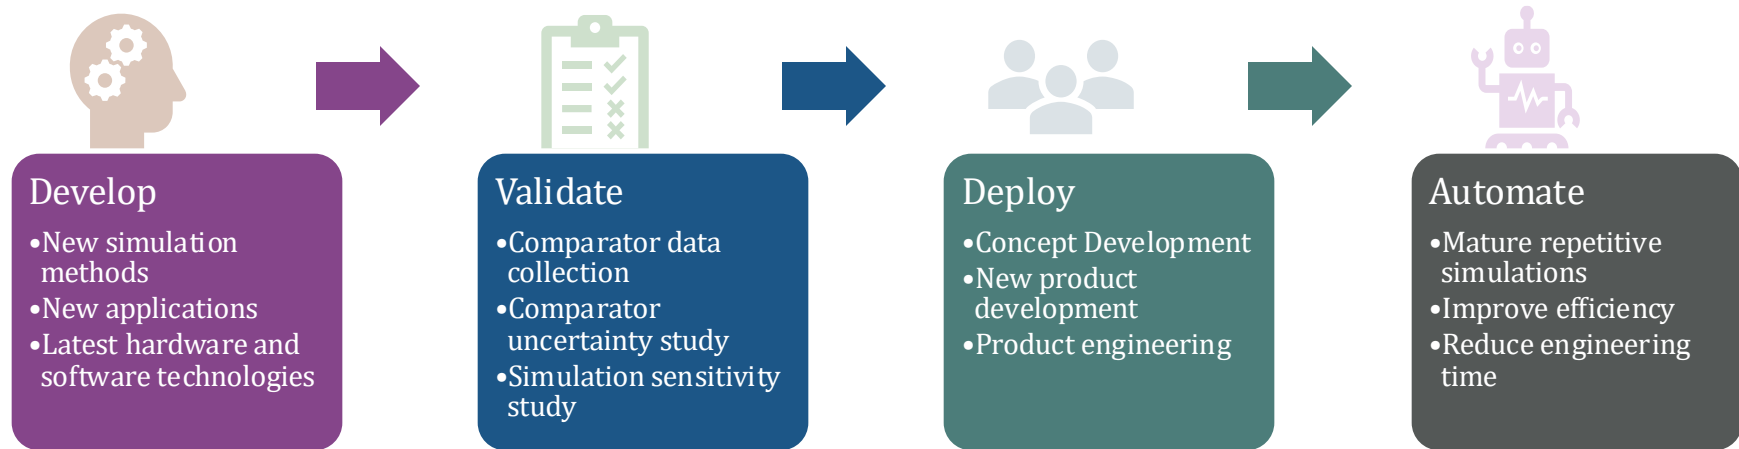 Develop
•New simulation
methods
•New applications
•Latest hardware and
software technologies
Validate
•Comparator data
collection
•Comparator
uncertainty study
•Simulation sensitivity
study
Deploy
•Concept Development
•New product
development
•Product engineering
Automate
•Mature repetitive
simulations
•Improve efficiency
•Reduce engineering
time